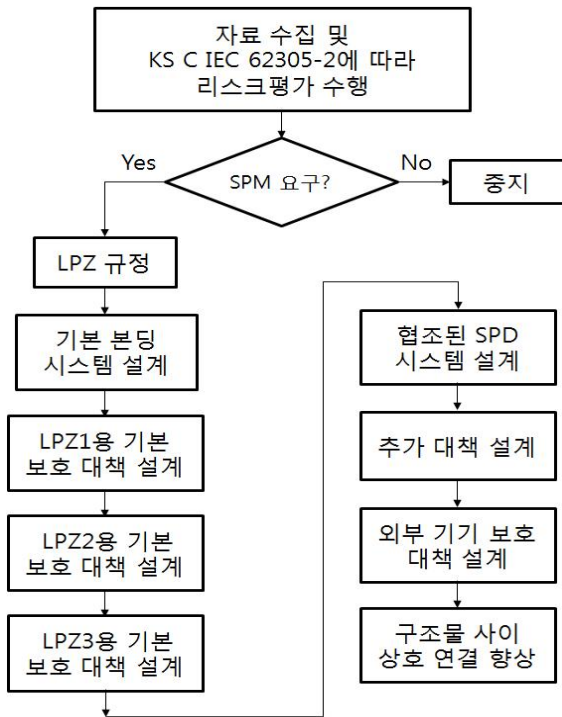 자료 수집 및
KS C IEC 62305-2에 따라
리스크평가 수행
Yes
No
SPM 요구?
중지
LPZ 규정
기본 본딩
시스템 설계
LPZ1용 기본
보호 대책 설계
LPZ2용 기본
보호 대책 설계
LPZ3용 기본
보호 대책 설계
협조된 SPD
시스템 설계
추가 대책 설계
외부 기기 보호
대책 설계
구조물 사이
상호 연결 향상